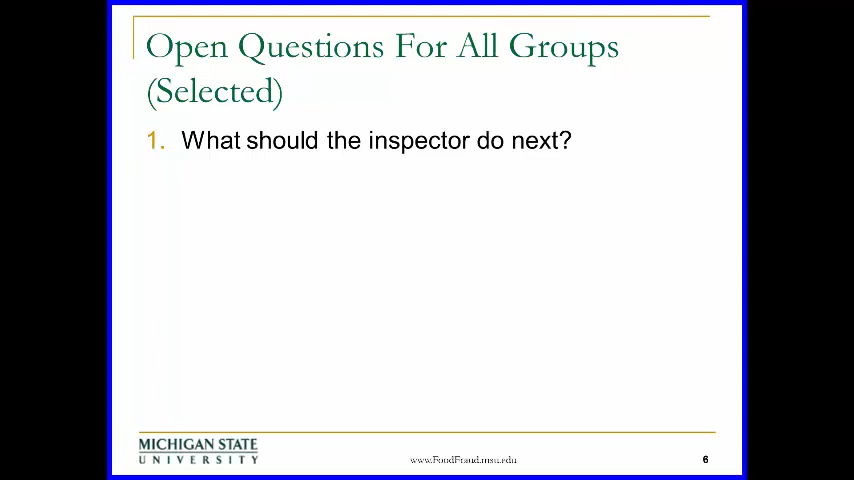 Open Questions For All Groups
(Selected)
1. What should the inspector do next?
MICHIGAN STATE
UNIVERSITY
www.FoodFraud.msu.edu
6